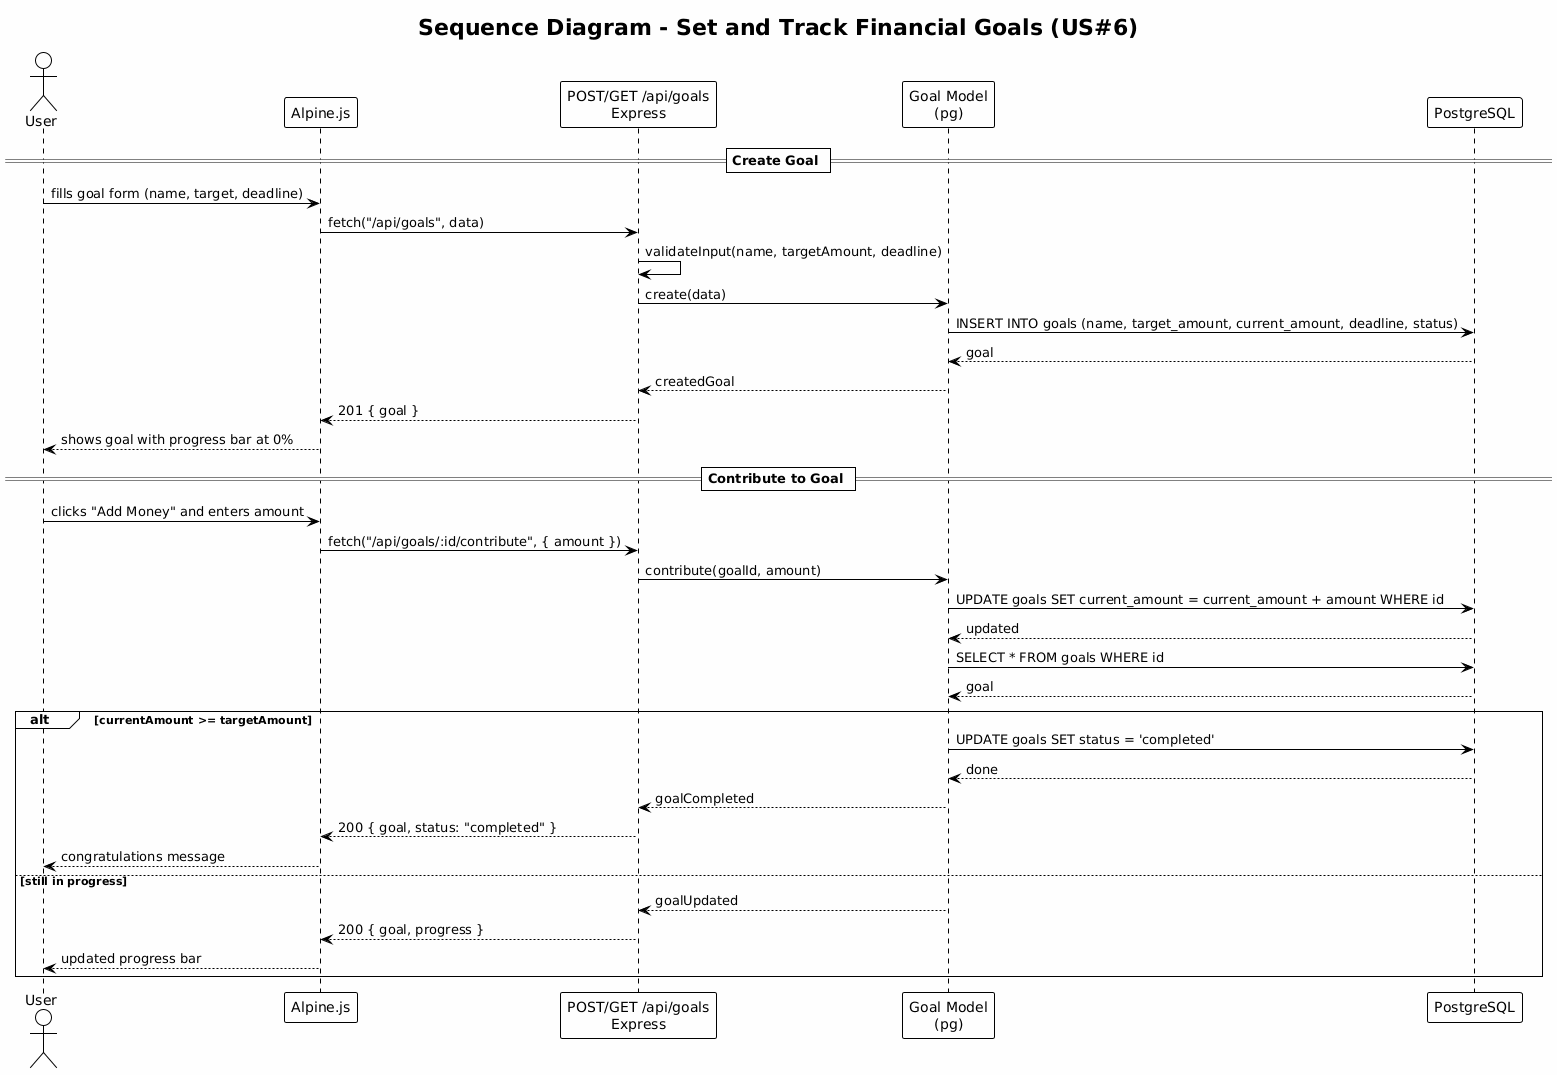 Sequence Diagram - Set and Track Financial Goals (US#6)
User
Alpine.js
POST/GET /api/goals
Express
Goal Model
(pg)
PostgreSQL
Create Goal
fills goal form (name, target, deadline)
fetch("/api/goals", data)
validateInput(name, targetAmount, deadline)
create(data)
INSERT INTO goals (name, target_amount, current_amount, deadline, status)
goal
createdGoal
201 { goal }
shows goal with progress bar at 0%
Contribute to Goal
clicks "Add Money" and enters amount
fetch("/api/goals/:id/contribute", { amount })
contribute(goalId, amount)
UPDATE goals SET current_amount = current_amount + amount WHERE id
updated
SELECT * FROM goals WHERE id
goal
alt [currentAmount >= targetAmount]
UPDATE goals SET status = 'completed'
done
goalCompleted
200 { goal, status: "completed" }
congratulations message
[still in progress]
goalUpdated
200 { goal, progress }
updated progress bar
User
Alpine.js
POST/GET /api/goals
Express
Goal Model
(pg)
PostgreSQL